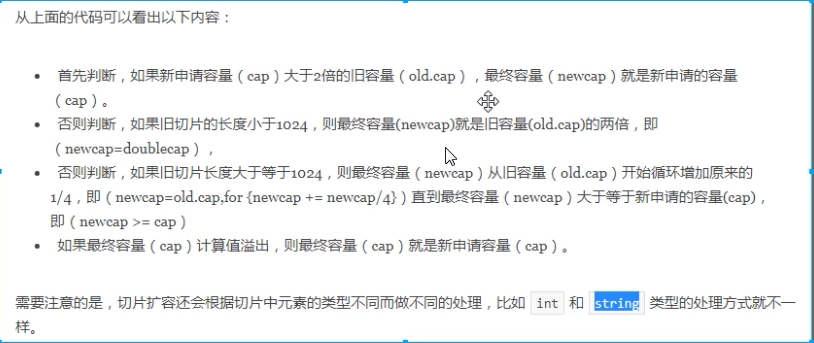 从上面的代码可以看出以下内容：
• 首先判断，如果新申请容量（cap）大于2倍的旧容量（old.cap），最终容量（newcap）就是新申请的容量
（cap）。
• 否则判断，如果旧切片的长度小于1024，则最终容量(newcap)就是旧容量(old.cap)的两倍，即
（newcap=doublecap），
• 否则判断，如果旧切片长度大于等于1024，则最终容量（newcap）从旧容量（old.cap）开始循环增加原来的
1/4，即（newcap=old.cap,for {newcap += newcap/4}）直到最终容量（newcap）大于等于新申请的容量(cap)，
即（newcap >= cap）
• 如果最终容量（cap）计算值溢出，则最终容量（cap）就是新申请容量（cap）。
需要注意的是，切片扩容还会根据切片中元素的类型不同而做不同的处理，比如 int 和 string 类型的处理方式就不一
样。